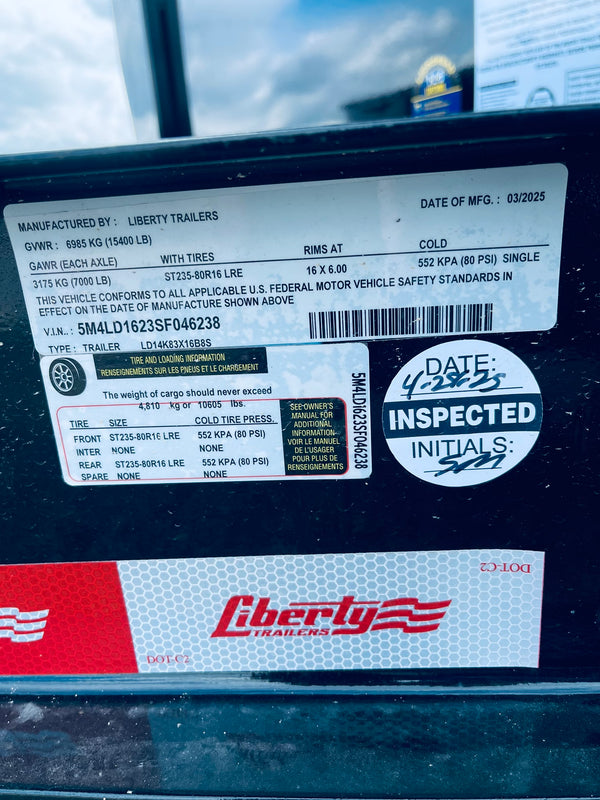 MANUFACTURED BY : LIBERTY TRAILERS
DATE OF MFG. : 03/2025
GVWR : 6985 KG (15400 LB)
GAWR (EACH AXLE) WITH TIRES RIMS AT COLD
3175 KG (7000 LB) ST235-80R16 LRE 16 X 6.00 552 KPA (80 PSI) SINGLE
THIS VEHICLE CONFORMS TO ALL APPLICABLE U.S. FEDERAL MOTOR VEHICLE SAFETY STANDARDS IN
EFFECT ON THE DATE OF MANUFACTURE SHOWN ABOVE
V.I.N.. : 5M4LD1623SF046238
TYPE : TRAILER LD14K83X16B8S
TIRE AND LOADING INFORMATION
RENSEIGNEMENTS SUR LES PNEUS ET LE CHARGEMENT
The weight of cargo should never exceed
4,810 kg or 10605 lbs.
TIRE SIZE COLD TIRE PRESS.
FRONT ST235-80R16 LRE 552 KPA (80 PSI)
INTER NONE NONE
REAR ST235-80R16 LRE 552 KPA (80 PSI)
SPARE NONE NONE
SEE OWNER'S
MANUAL FOR
ADDITIONAL
INFORMATION
VOIR LE MANUEL
DE L'USAGER
POUR PLUS DE
RENSEIGNEMENTS
5M4LD1623SF046238
DATE:
4-28-25
INSPECTED
INITIALS:
DOT-C2
Liberty
TRAILERS
DOT-C2